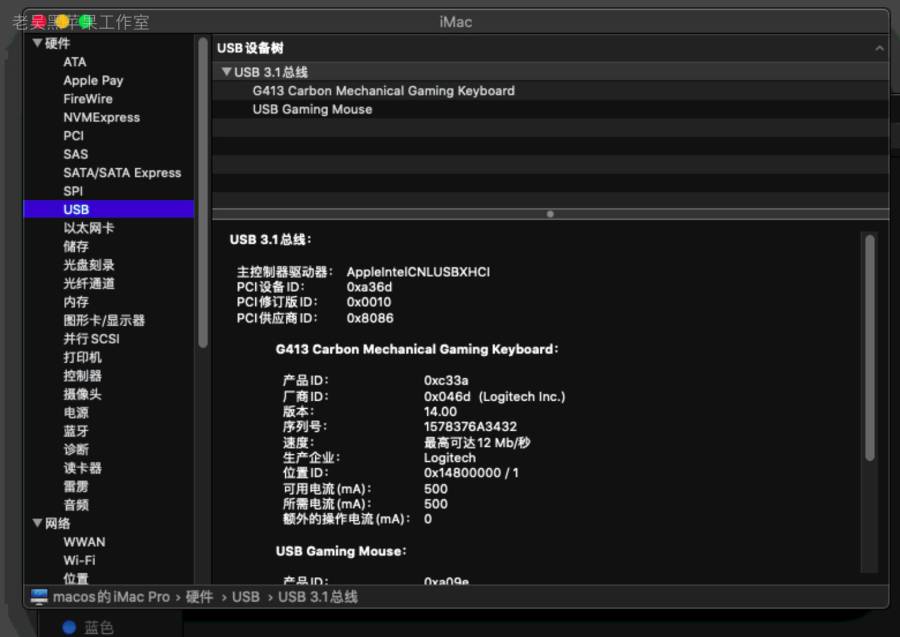 老吴黑苹果工作室
iMac
硬件
ATA
Apple Pay
FireWire
NVMExpress
PCI
SAS
SATA/SATA Express
SPI
USB
以太网卡
储存
光盘刻录
光纤通道
内存
图形卡/显示器
并行 SCSI
打印机
控制器
摄像头
电源
蓝牙
诊断
读卡器
雷雳
音频
网络
WWAN
Wi-Fi
位置
USB 设备树
USB 3.1 总线
G413 Carbon Mechanical Gaming Keyboard
USB Gaming Mouse
USB 3.1 总线:
主控制器驱动器: AppleIntelCNLUSBXHCI
PCI 设备 ID: 0xa36d
PCI 修订版 ID: 0x0010
PCI 供应商 ID: 0x8086
G413 Carbon Mechanical Gaming Keyboard:
产品 ID: 0xc33a
厂商 ID: 0x046d (Logitech Inc.)
版本: 14.00
序列号: 1578376A3432
速度: 最高可达 12 Mb/秒
生产企业: Logitech
位置 ID: 0x14800000 / 1
可用电流 (mA): 500
所需电流 (mA): 500
额外的操作电流 (mA): 0
USB Gaming Mouse:
产品 ID: 0xa09e
macos的 iMac Pro › 硬件 › USB › USB 3.1 总线
蓝色